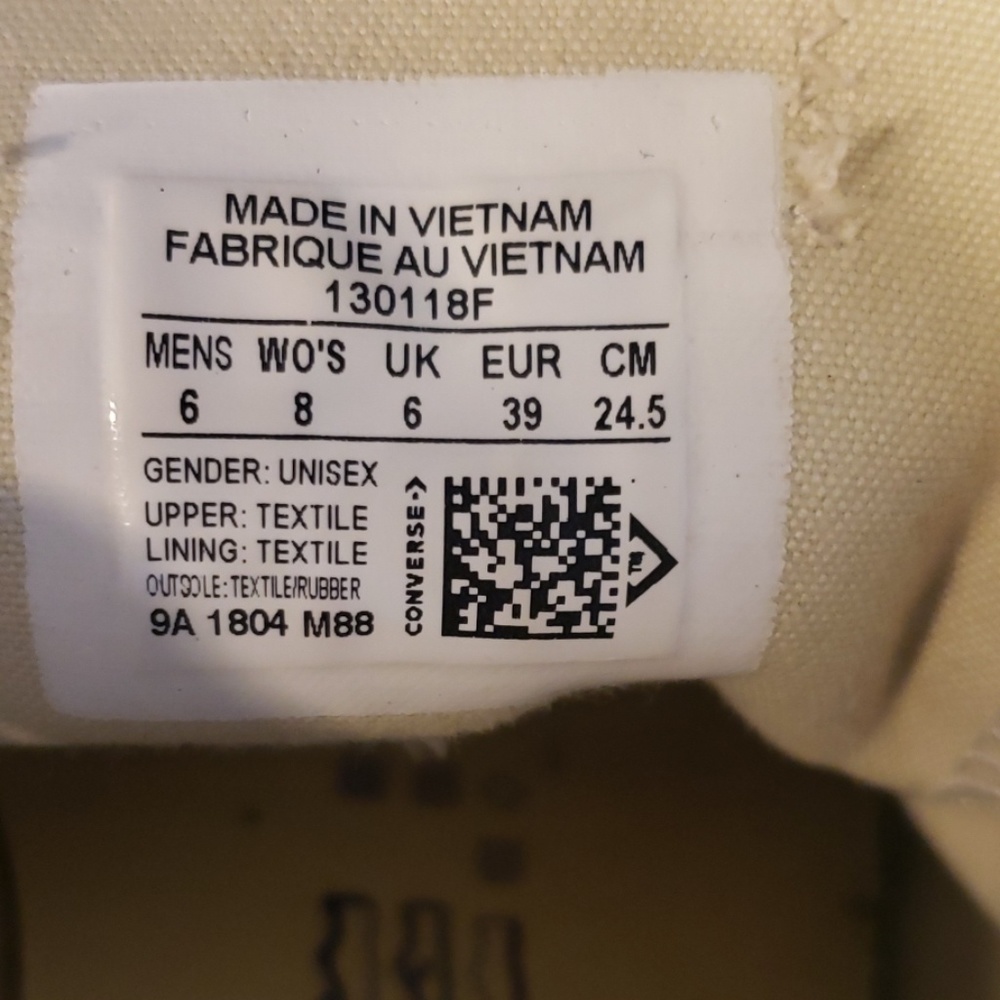 MADE IN VIETNAM
FABRIQUE AU VIETNAM
130118F
MENS WO'S UK EUR CM
6 8 6 39 24.5
GENDER: UNISEX
UPPER: TEXTILE
LINING: TEXTILE
OUTSOLE: TEXTILE/RUBBER
9A 1804 M88
CONVERSE
TM